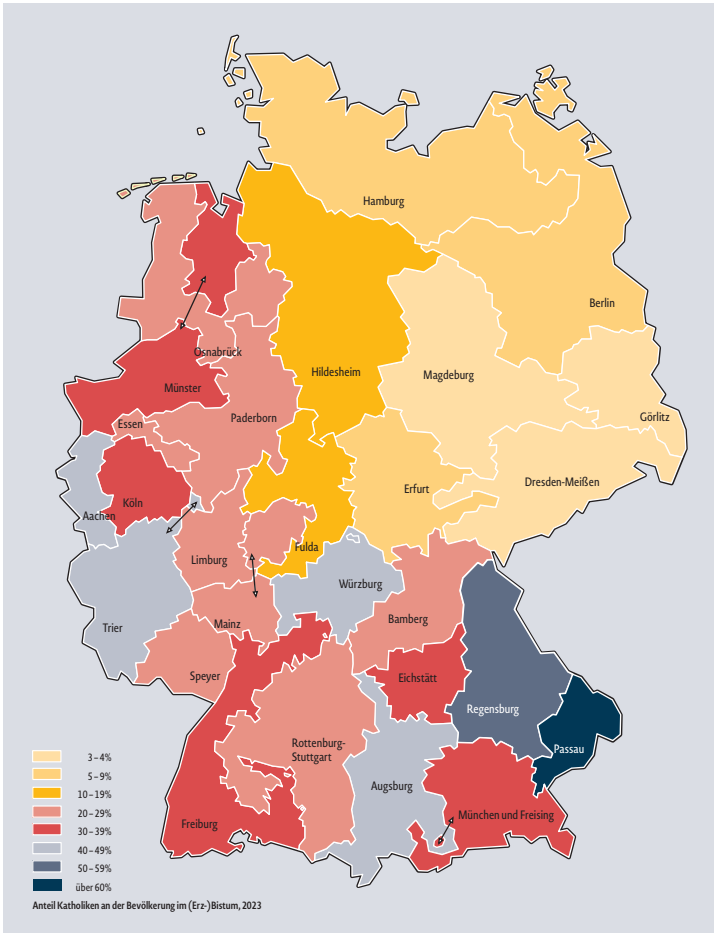 Hamburg
Berlin
Osnabrück
Hildesheim
Magdeburg
Münster
Görlitz
Paderborn
Essen
Dresden-Meißen
Erfurt
Köln
Aachen
Fulda
Limburg
Würzburg
Bamberg
Trier
Mainz
Speyer
Eichstätt
Regensburg
Rottenburg-
Stuttgart
Passau
Augsburg
München und Freising
Freiburg
3 – 4%
5 – 9%
10 – 19%
20 – 29%
30 – 39%
40 – 49%
50 – 59%
über 60%
Anteil Katholiken an der Bevölkerung im (Erz-)Bistum, 2023